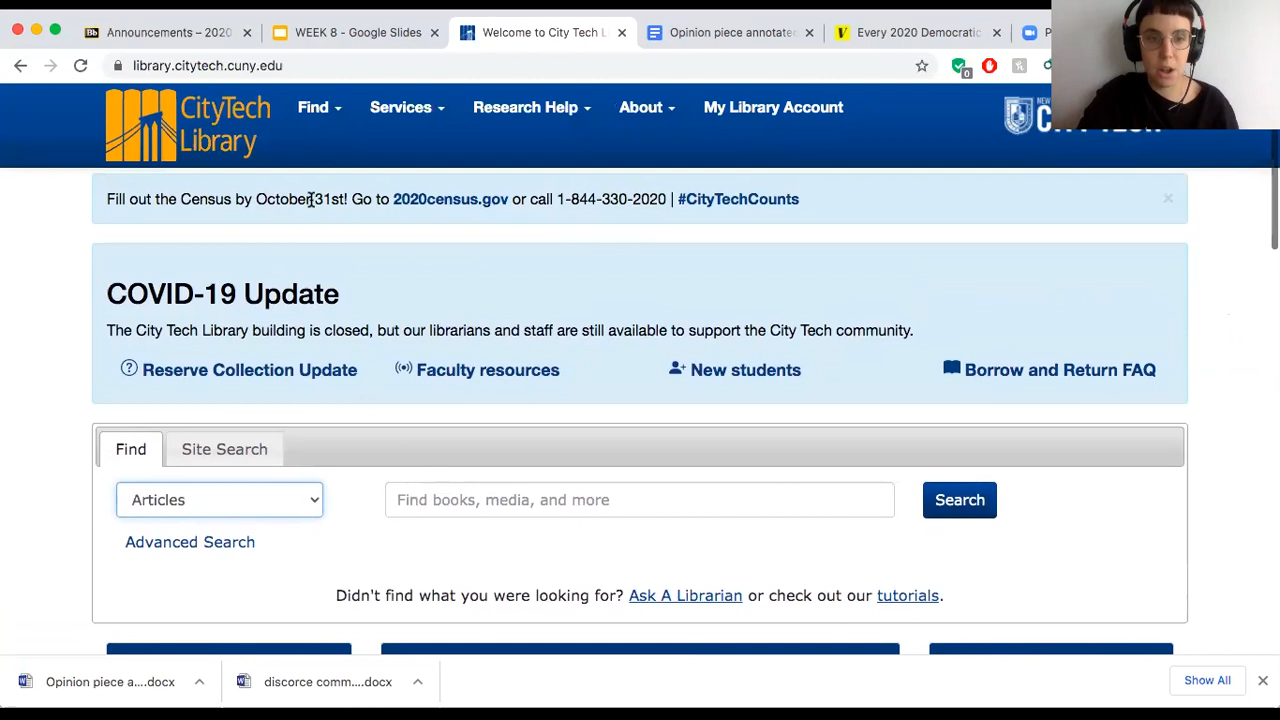 Announcements – 2020
WEEK 8 - Google Slides
Welcome to City Tech L
Opinion piece annotated
Every 2020 Democratic
library.citytech.cuny.edu
CityTech
Library
Find
Services
Research Help
About
My Library Account
Fill out the Census by October 31st! Go to 2020census.gov or call 1-844-330-2020 | #CityTechCounts
COVID-19 Update
The City Tech Library building is closed, but our librarians and staff are still available to support the City Tech community.
Reserve Collection Update
Faculty resources
New students
Borrow and Return FAQ
Find
Site Search
Articles
Find books, media, and more
Search
Advanced Search
Didn't find what you were looking for? Ask A Librarian or check out our tutorials.
Opinion piece a....docx
discorce comm....docx
Show All